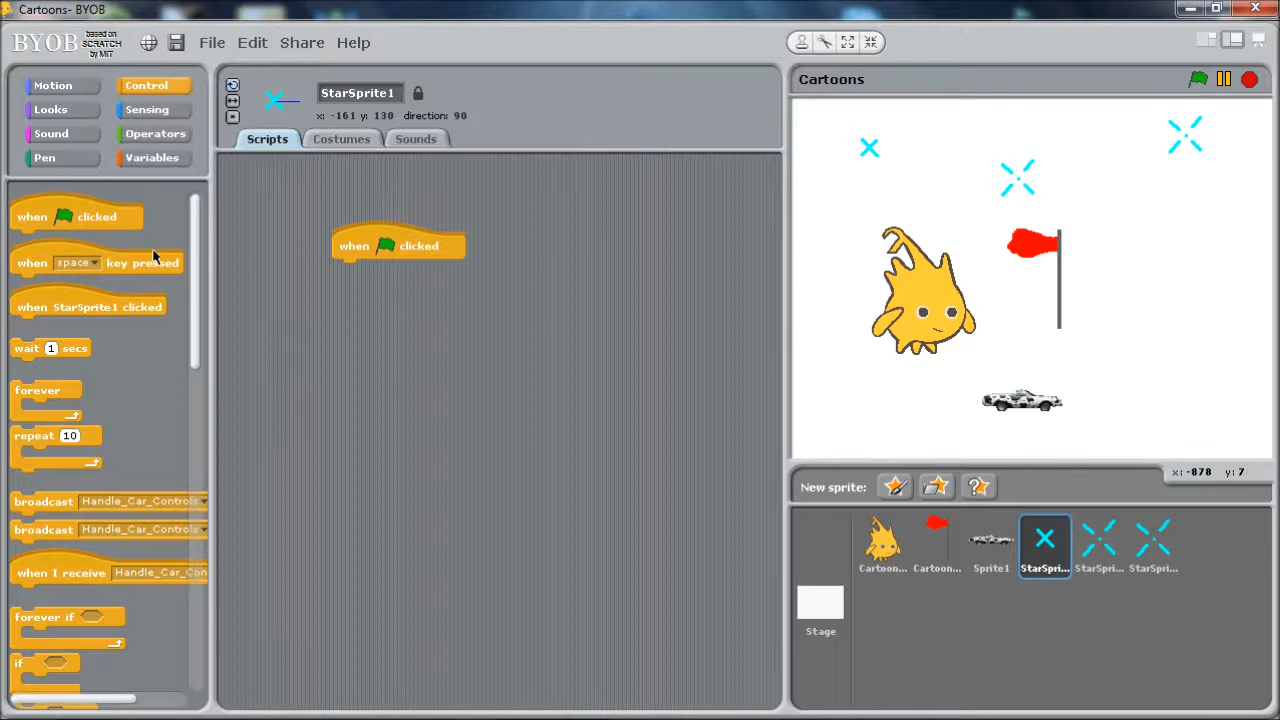 Cartoons- BYOB
BYOB based on SCRATCH by MIT File Edit Share Help
Motion Control
Looks Sensing
Sound Operators
Pen Variables
StarSprite1
x: -161 y: 130 direction: 90
Scripts Costumes Sounds
Cartoons
when clicked
when space key pressed
when StarSprite1 clicked
wait 1 secs
forever
repeat 10
broadcast Handle_Car_Controls
broadcast Handle_Car_Controls
when I receive Handle_Car_Con
forever if
if
when clicked
x: -878 y: 7
New sprite:
Cartoon... Cartoon... Sprite1 StarSpri... StarSpri... StarSpri...
Stage